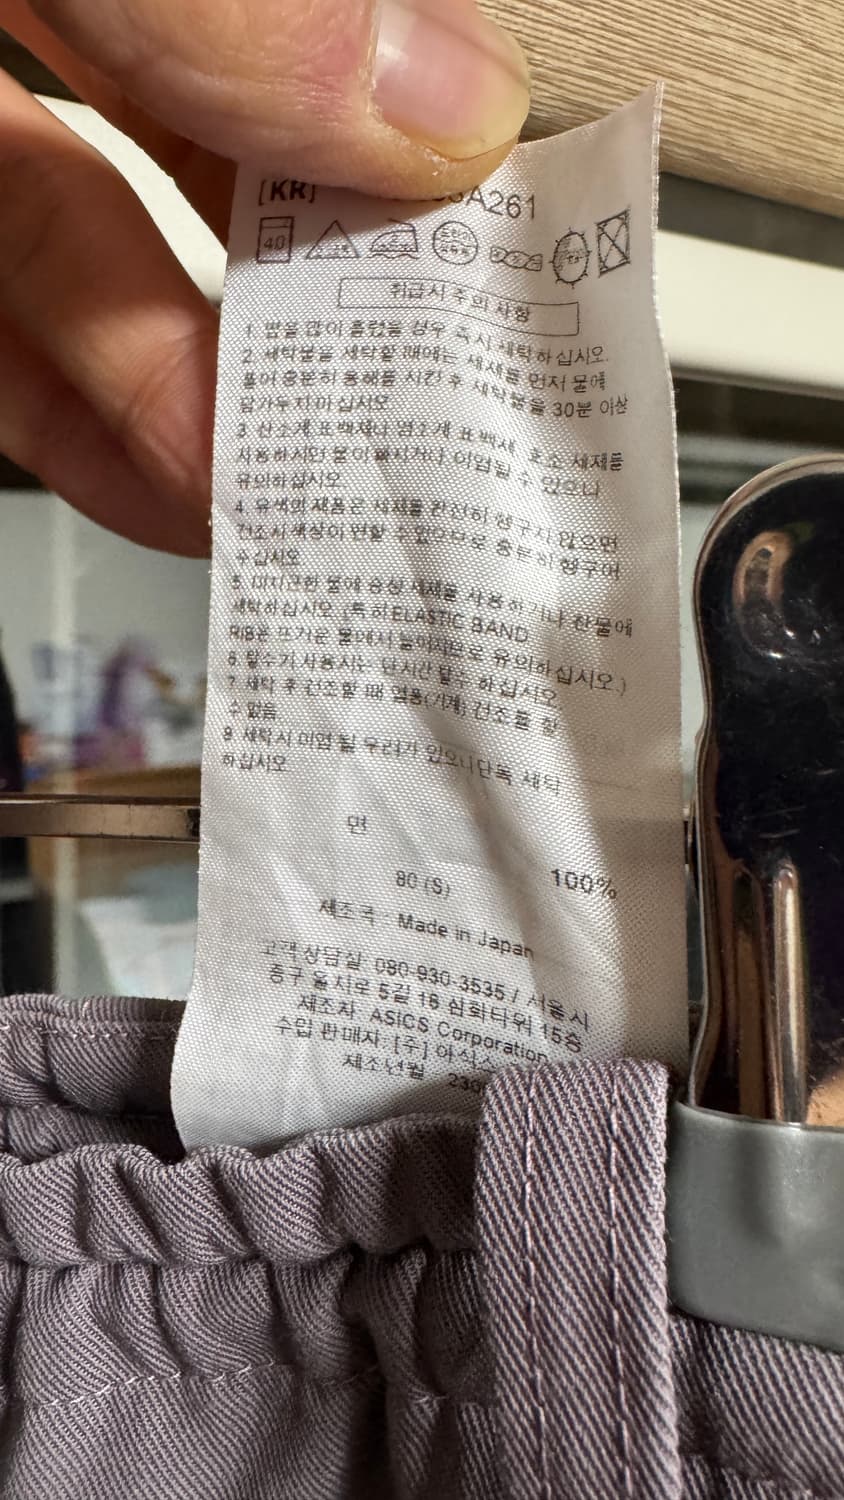 [KR] A261
40
취급시 주의 사항
1. 땀을 많이 흘렸을 경우 즉시 세탁하십시오.
2. 세탁물을 세탁할 때에는 세제를 먼저 물에
풀어 충분히 용해를 시킨 후 세탁물을 30분 이상
담가두지 마십시오
3 산소계 표백제나 염소계 표백제, 효소 세제를
사용하시면 물이 빠지거나 이염될 수 있으니
유의하십시오
4. 유색의 제품은 세제를 완전히 헹구지 않으면
건조시 색상이 변할 수 있으므로 충분히 헹구어
주십시오
5. 미지근한 물에 중성 세제를 사용하거나 찬물에
세탁하십시오 (특히 ELASTIC BAND
RIB은 뜨거운 물에서 늘어지므로 유의하십시오.)
6 탈수기 사용시는 단시간 탈수 하십시오
7. 세탁 후 건조할 때 열풍(기계) 건조를 할
수 없음
9 세탁시 이염 될 우려가 있으니 단독 세탁
하십시오
면
100%
80 (S)
제조국 : Made in Japan
고객 상담실 080-930-3535 / 서울시
중구 을지로 5길 16 삼화타워 15층
제조자 ASICS Corporation
수입 판매자 : [주] 아식스
제조년월 230